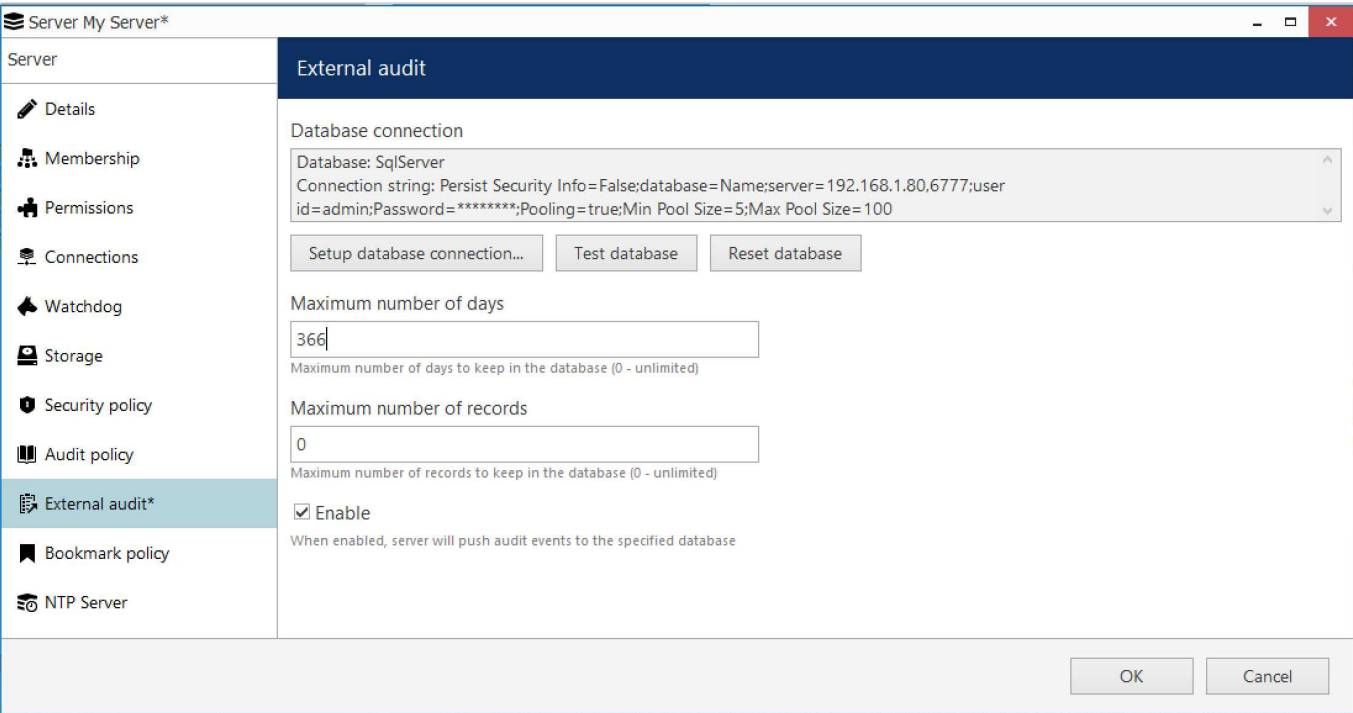 Server My Server*
Server
Details
Membership
Permissions
Connections
Watchdog
Storage
Security policy
Audit policy
External audit*
Bookmark policy
NTP Server
External audit
Database connection
Database: SqlServer
Connection string: Persist Security Info=False;database=Name;server=192.168.1.80,6777;user
id=admin;Password=********;Pooling=true;Min Pool Size=5;Max Pool Size=100
Setup database connection... Test database Reset database
Maximum number of days
366
Maximum number of days to keep in the database (0 - unlimited)
Maximum number of records
0
Maximum number of records to keep in the database (0 - unlimited)
Enable
When enabled, server will push audit events to the specified database
OK Cancel